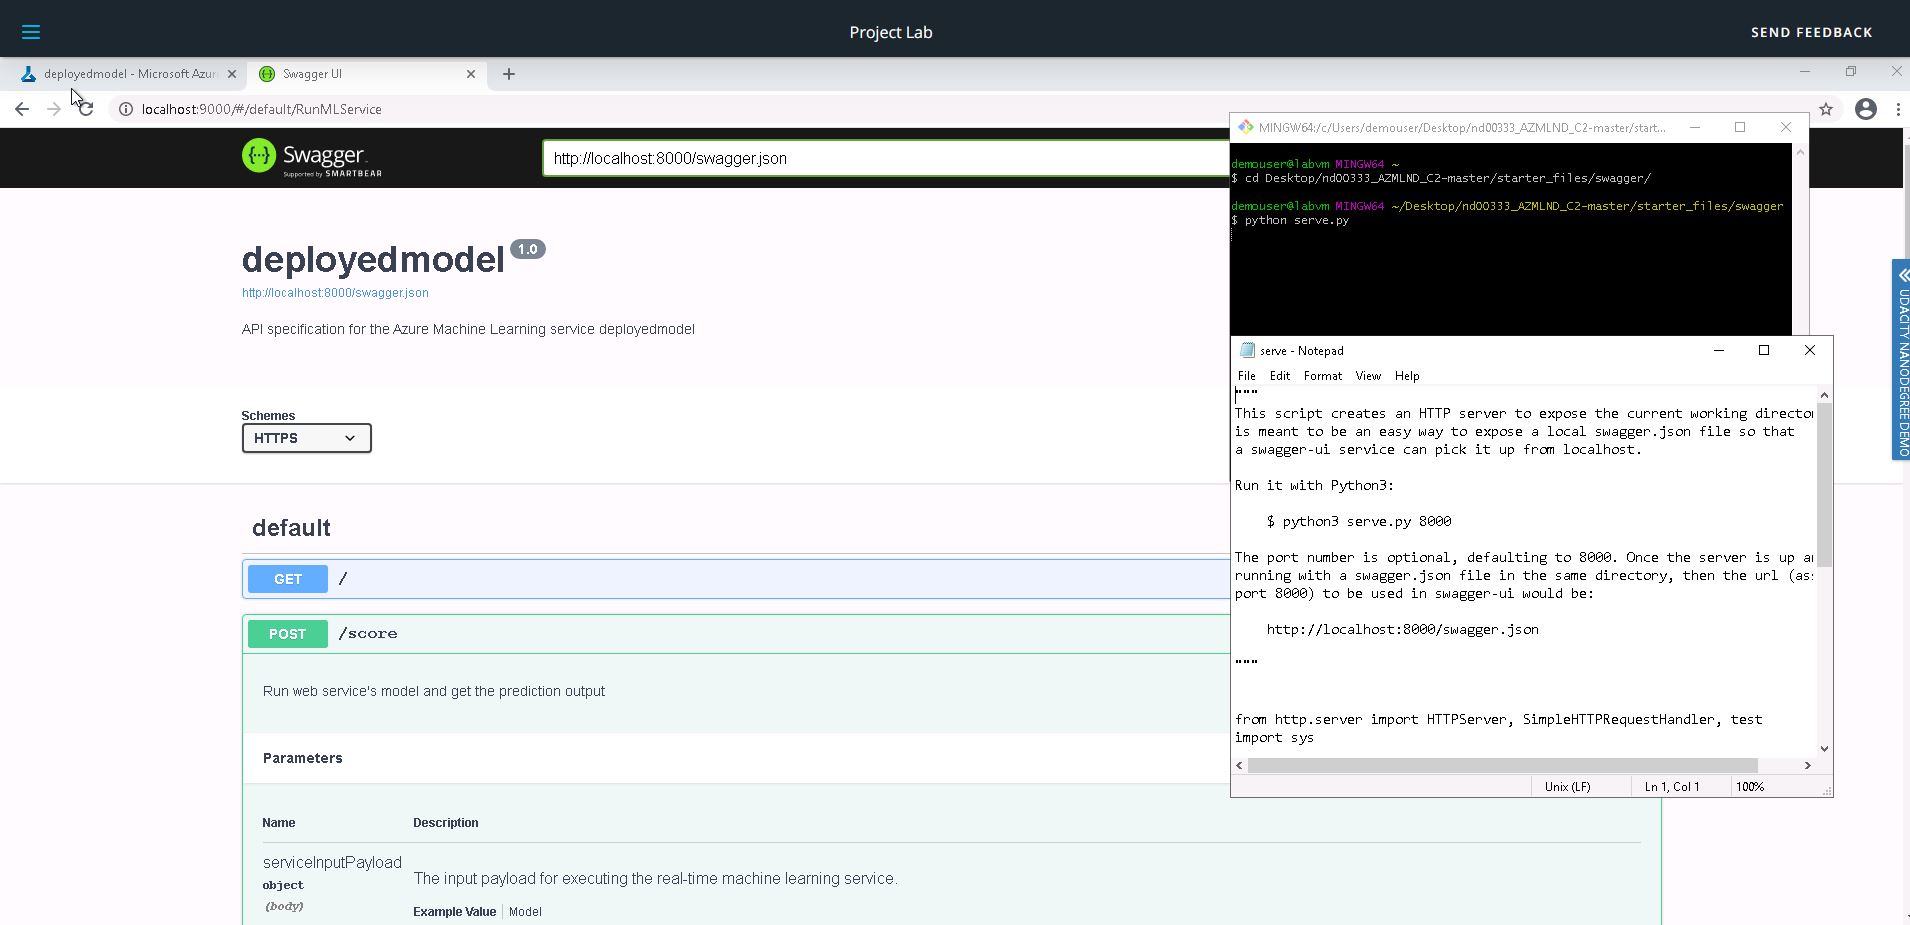 Project Lab
SEND FEEDBACK
deployedmodel - Microsoft Azur
Swagger UI
localhost:9000/#/default/RunMLService
Swagger
Supported by SMARTBEAR
http://localhost:8000/swagger.json
deployedmodel 1.0
http://localhost:8000/swagger.json
API specification for the Azure Machine Learning service deployedmodel
Schemes
HTTPS
default
GET /
POST /score
Run web service's model and get the prediction output
Parameters
Name Description
serviceInputPayload
object
(body)
The input payload for executing the real-time machine learning service.
Example Value Model
MINGW64:/c/Users/demouser/Desktop/nd00333_AZMLND_C2-master/start...
demouser@labvm MINGW64 ~
$ cd Desktop/nd00333_AZMLND_C2-master/starter_files/swagger/
demouser@labvm MINGW64 ~/Desktop/nd00333_AZMLND_C2-master/starter_files/swagger
$ python serve.py
serve - Notepad
File Edit Format View Help
"""
This script creates an HTTP server to expose the current working director
is meant to be an easy way to expose a local swagger.json file so that
a swagger-ui service can pick it up from localhost.
Run it with Python3:
$ python3 serve.py 8000
The port number is optional, defaulting to 8000. Once the server is up an
running with a swagger.json file in the same directory, then the url (ass
port 8000) to be used in swagger-ui would be:
http://localhost:8000/swagger.json
"""
from http.server import HTTPServer, SimpleHTTPRequestHandler, test
import sys
Unix (LF)
Ln 1, Col 1
100%
UDACITY NANODEGREE DEMO